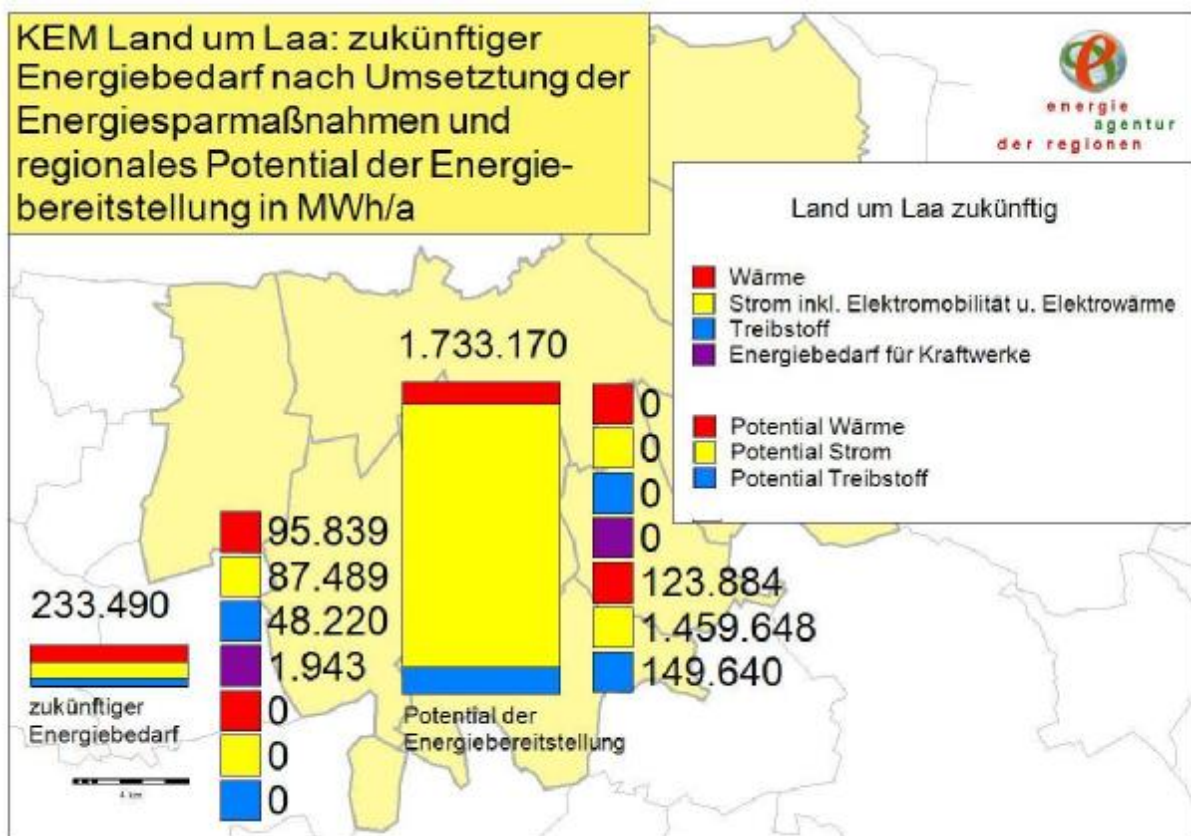 KEM Land um Laa: zukünftiger
Energiebedarf nach Umsetztung der
Energiesparmaßnahmen und
regionales Potential der Energie-
bereitstellung in MWh/a
energie
agentur
der regionen
Land um Laa zukünftig
Wärme
Strom inkl. Elektromobilität u. Elektrowärme
Treibstoff
Energiebedarf für Kraftwerke
Potential Wärme
Potential Strom
Potential Treibstoff
233.490
zukünftiger
Energiebedarf
4 km
95.839
87.489
48.220
1.943
0
0
0
1.733.170
Potential der
Energiebereitstellung
0
0
0
0
123.884
1.459.648
149.640